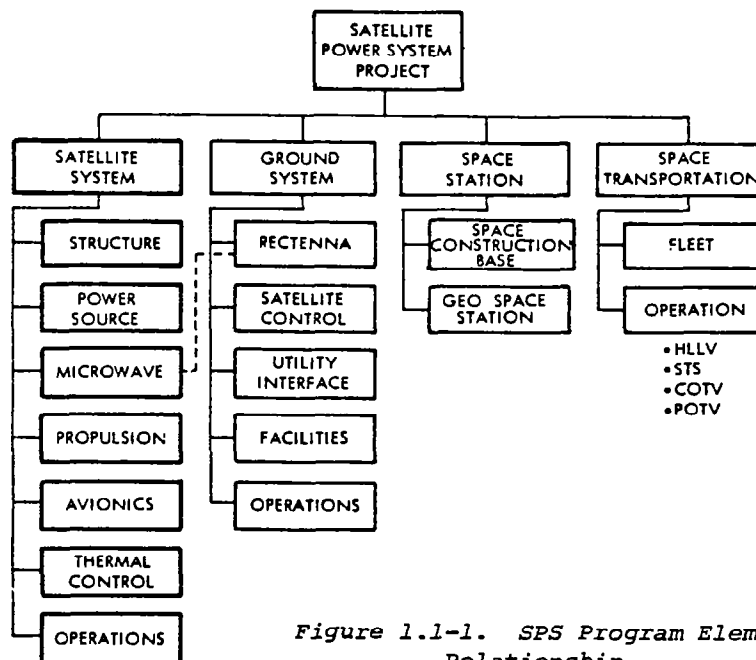 SATELLITE
POWER SYSTEM
PROJECT
SATELLITE
SYSTEM
STRUCTURE
POWER
SOURCE
MICROWAVE
PROPULSION
AVIONICS
THERMAL
CONTROL
OPERATIONS
GROUND
SYSTEM
RECTENNA
SATELLITE
CONTROL
UTILITY
INTERFACE
FACILITIES
OPERATIONS
SPACE
STATION
SPACE
CONSTRUCTION
BASE
GEO SPACE
STATION
SPACE
TRANSPORTATION
FLEET
OPERATION
• HLLV
• STS
• COTV
• POTV
Figure 1.1-1. SPS Program Elem